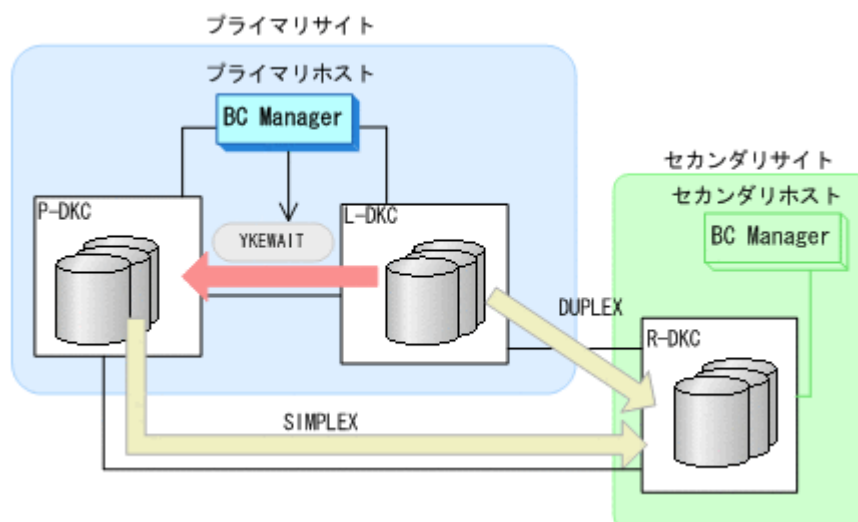 プライマリサイト
プライマリホスト
BC Manager
セカンダリサイト
セカンダリホスト
P-DKC
L-DKC
BC Manager
YKEWAIT
DUPLEX
R-DKC
SIMPLEX